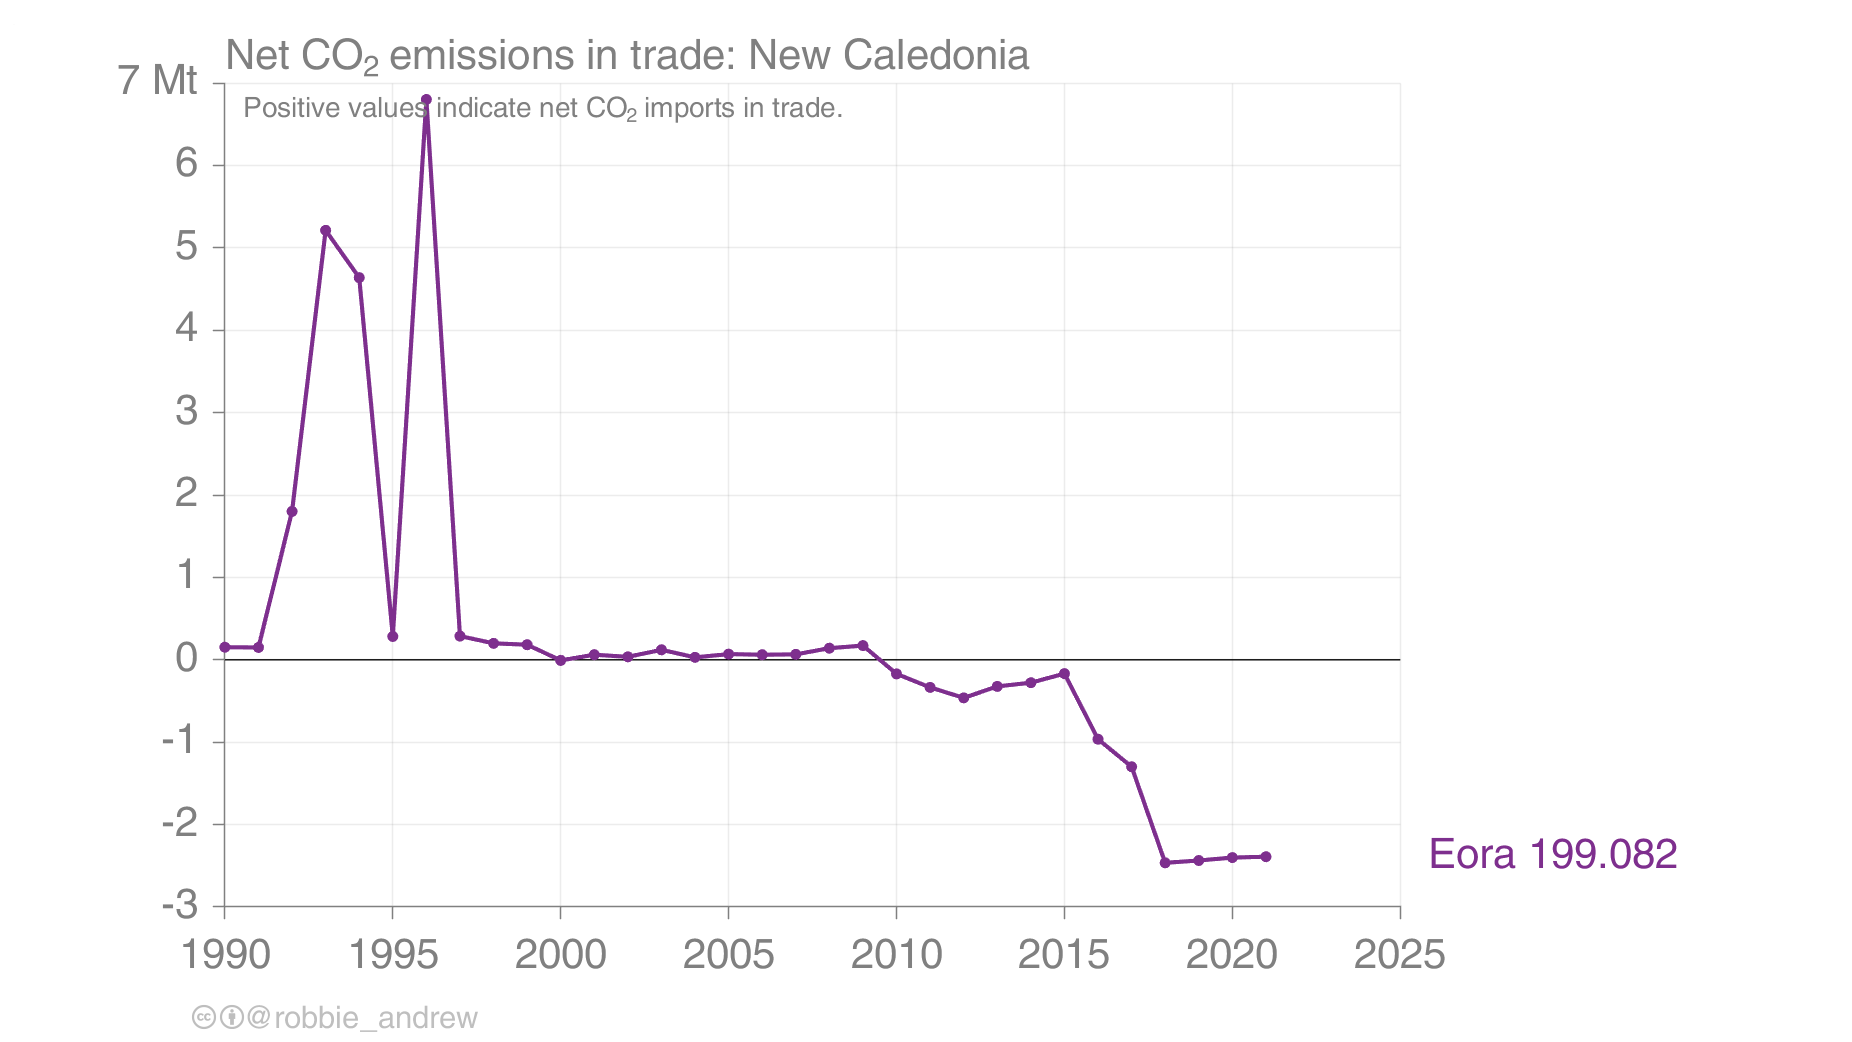 Net CO₂ emissions in trade: New Caledonia
7 Mt
Positive values indicate net CO₂ imports in trade.
6
5
4
3
2
1
0
-1
-2
Eora 199.082
-3
1990 1995 2000 2005 2010 2015 2020 2025
@robbie_andrew